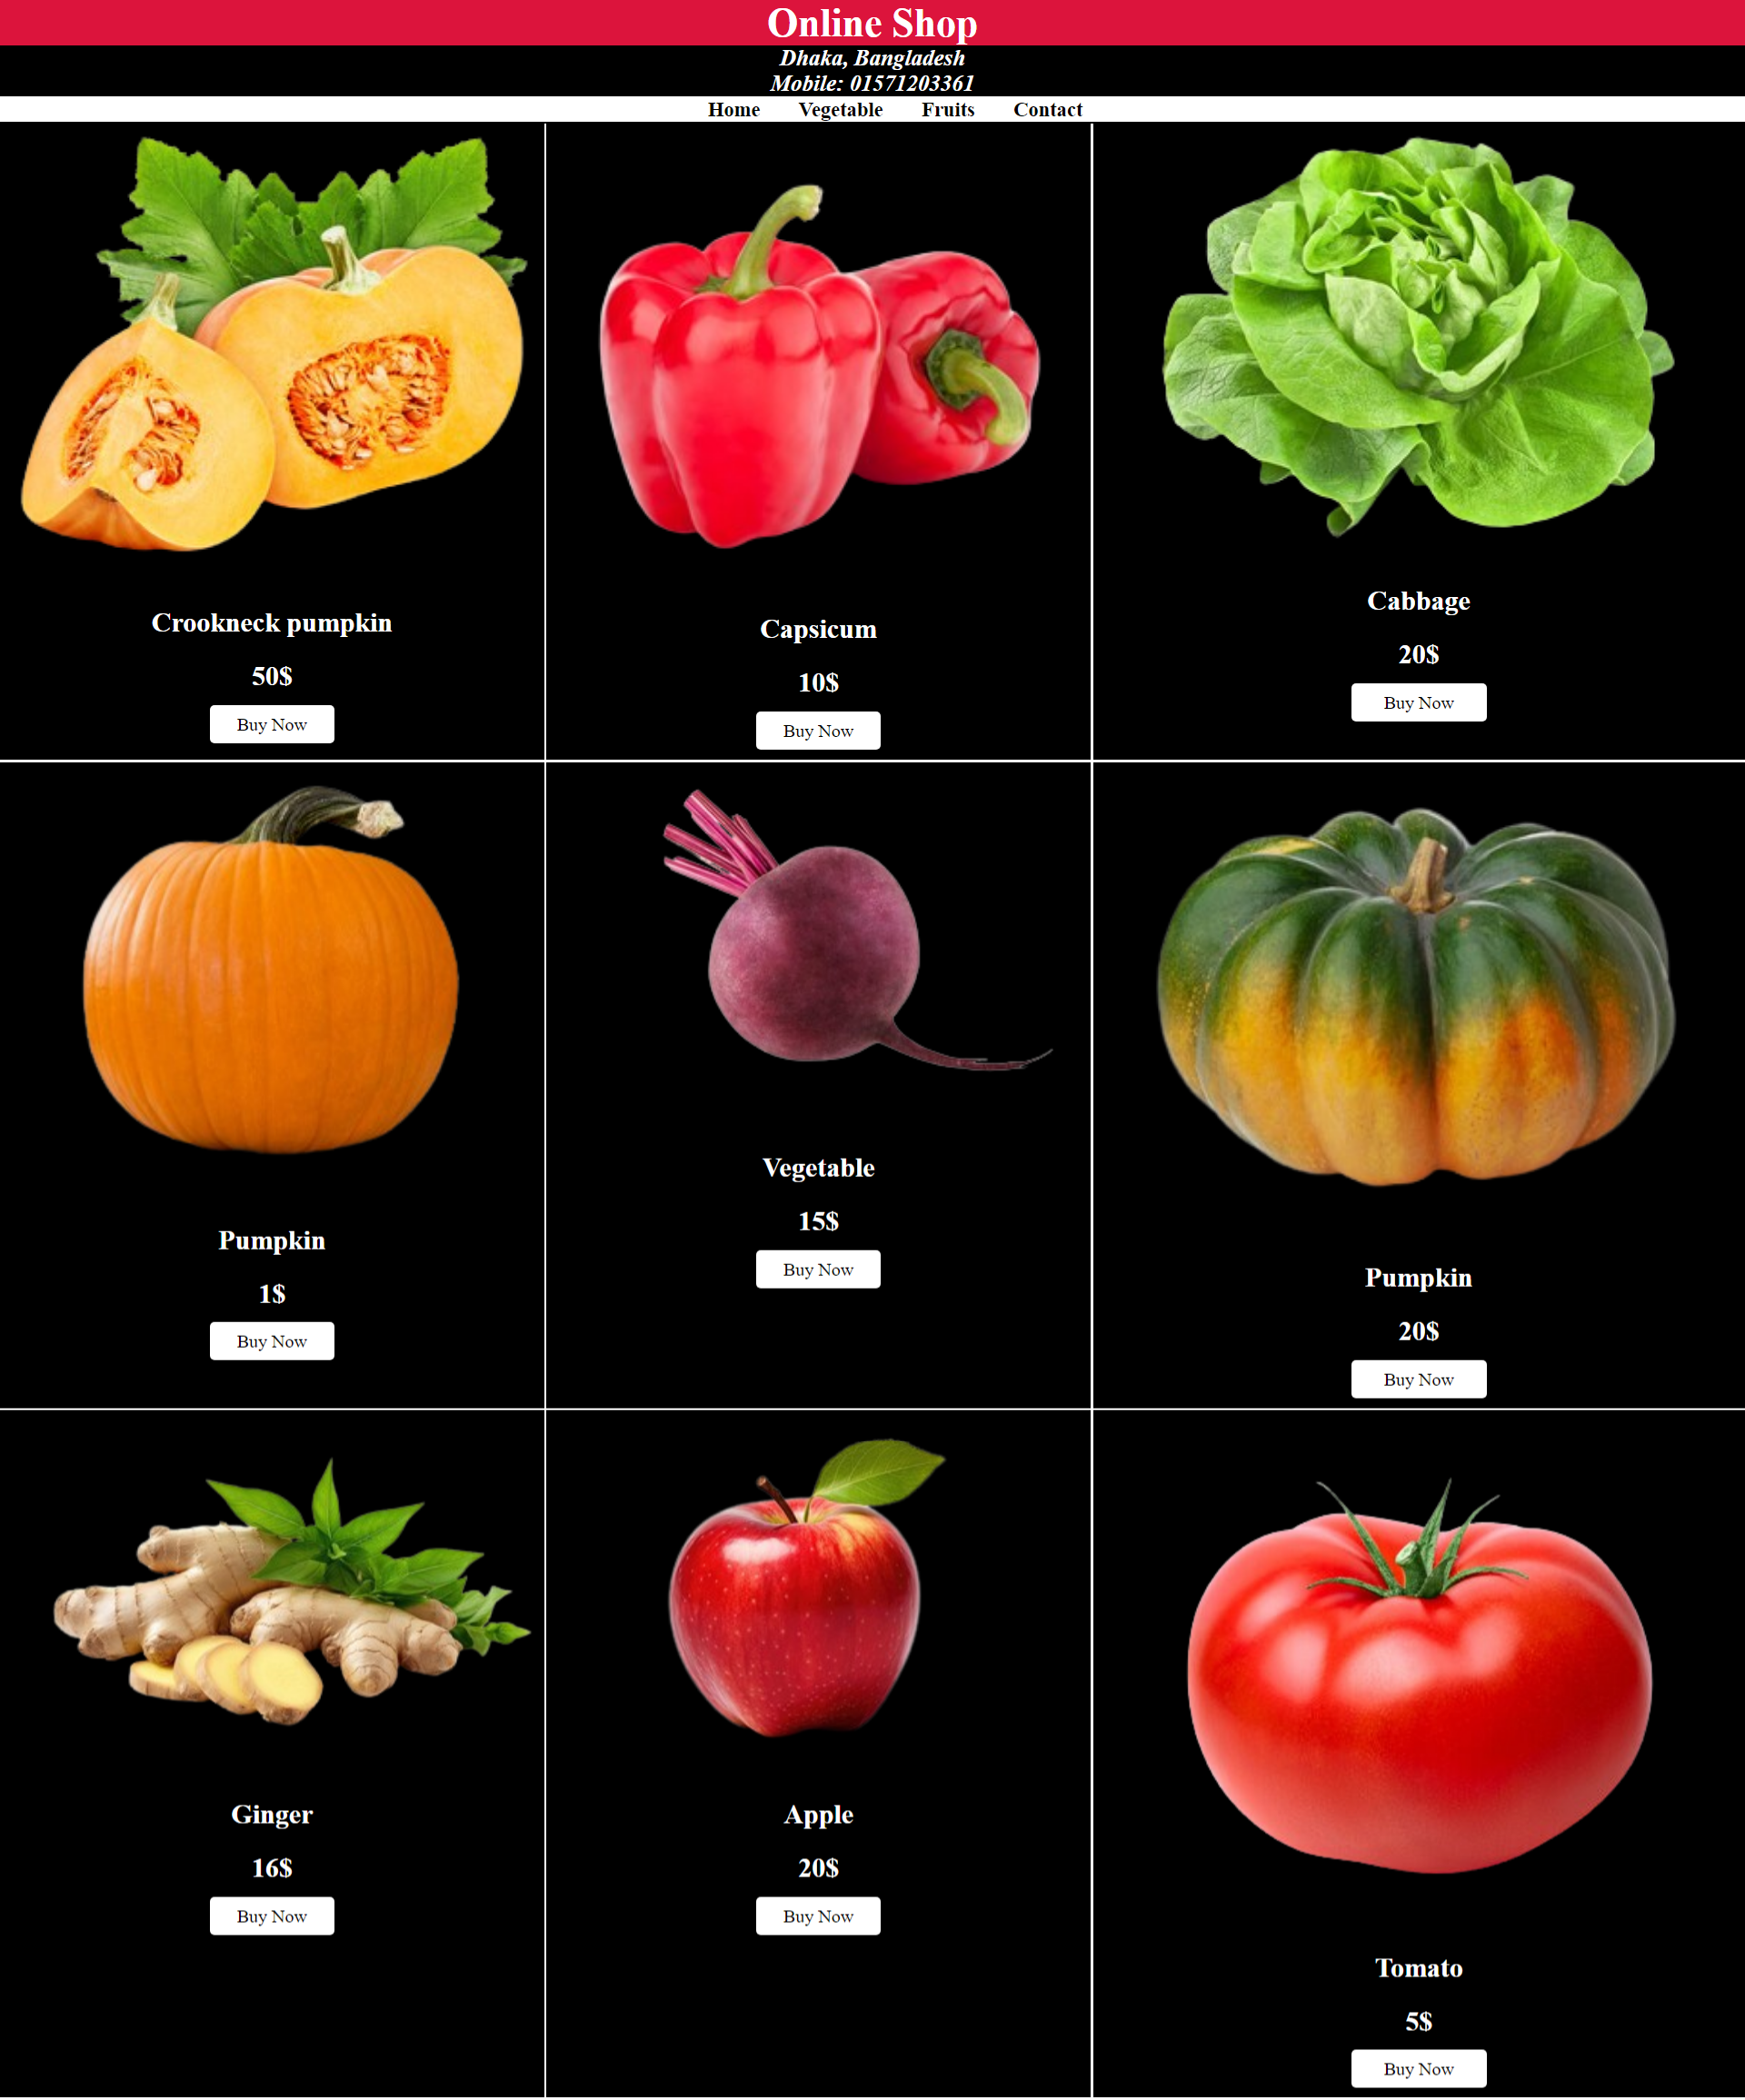 Online Shop
Dhaka, Bangladesh
Mobile: 01571203361
Home Vegetable Fruits Contact
Crookneck pumpkin
50$
Buy Now
Capsicum
10$
Buy Now
Cabbage
20$
Buy Now
Pumpkin
1$
Buy Now
Vegetable
15$
Buy Now
Pumpkin
20$
Buy Now
Ginger
16$
Buy Now
Apple
20$
Buy Now
Tomato
5$
Buy Now